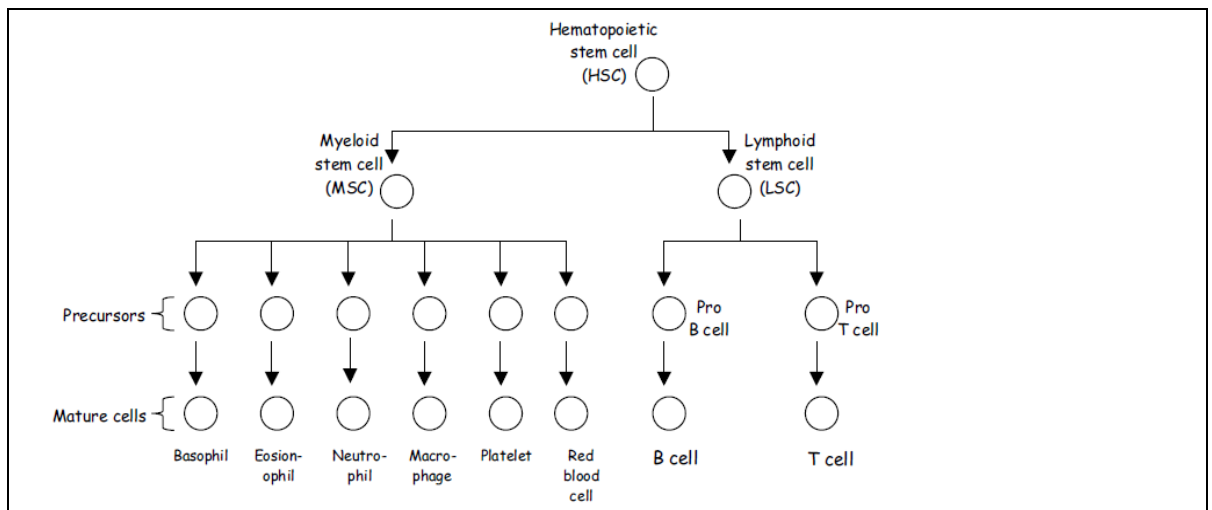 Hematopoietic
stem cell
(HSC)
Myeloid
stem cell
(MSC)
Lymphoid
stem cell
(LSC)
Precursors
Pro
B cell
Pro
T cell
Mature cells
Basophil
Eosion-
ophil
Neutro-
phil
Macro-
phage
Platelet
Red
blood
cell
B cell
T cell